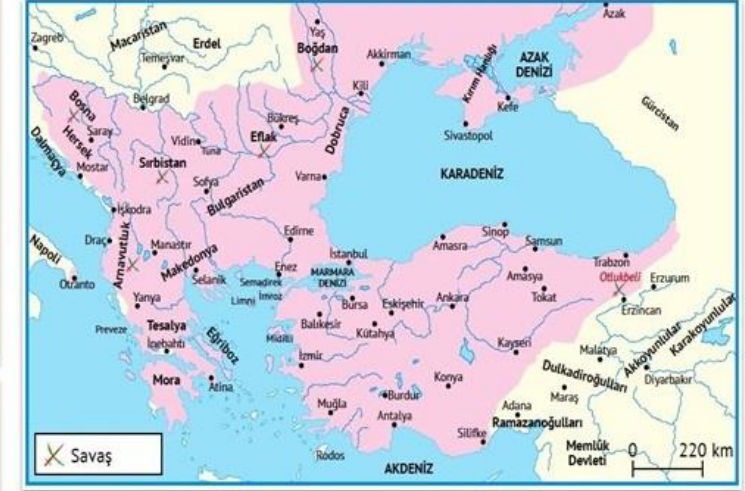 Azak
Yaş
Boğdan
Macaristan
Erdel
Zagreb
Temeşvar
Akkirman
AZAK
DENİZİ
Kırım Hanlığı
Kili
Kefe
Belgrad
Bosna
Hersek
Saray
Bükreş
Eflak
Dobruca
Gürcistan
Sivastopol
Dalmaçya
Vidin
Tuna
Mostar
Sırbistan
KARADENİZ
Sofya
Varna
Bulgaristan
İşkodra
Draç
Arnavutluk
Napoli
Manastır
Makedonya
Edirne
Sinop
Amasra
Samsun
İstanbul
Trabzon
Otlukbeli
Erzurum
Otranto
Selanik
Enez
Semadirek
MARMARA
DENİZİ
Amasya
Tokat
Erzincan
Yanya
Limni
İmroz
Bursa
Eskişehir
Ankara
Preveze
Tesalya
Balıkesir
Kütahya
Karakoyunlular
Akkoyunlular
İnebahtı
Eğriboz
Midilli
Kayseri
Malatya
Dulkadiroğulları
Diyarbakır
İzmir
Mora
Atina
Konya
Maraş
Burdur
Muğla
Antalya
Adana
Ramazanoğulları
Silifke
Memlûk
Devleti
0 220 km
Rodos
AKDENİZ
Savaş